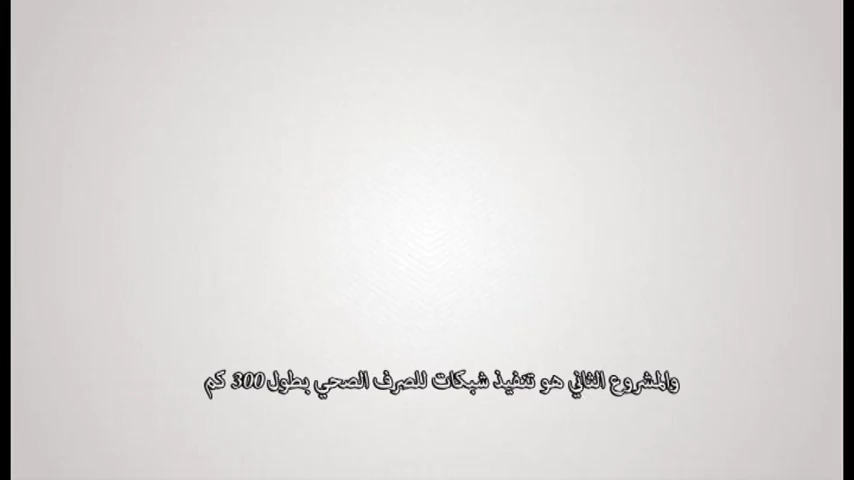 والمشروع الثاني هو تنفيذ شبكات للصرف الصحي بطول 300 كم